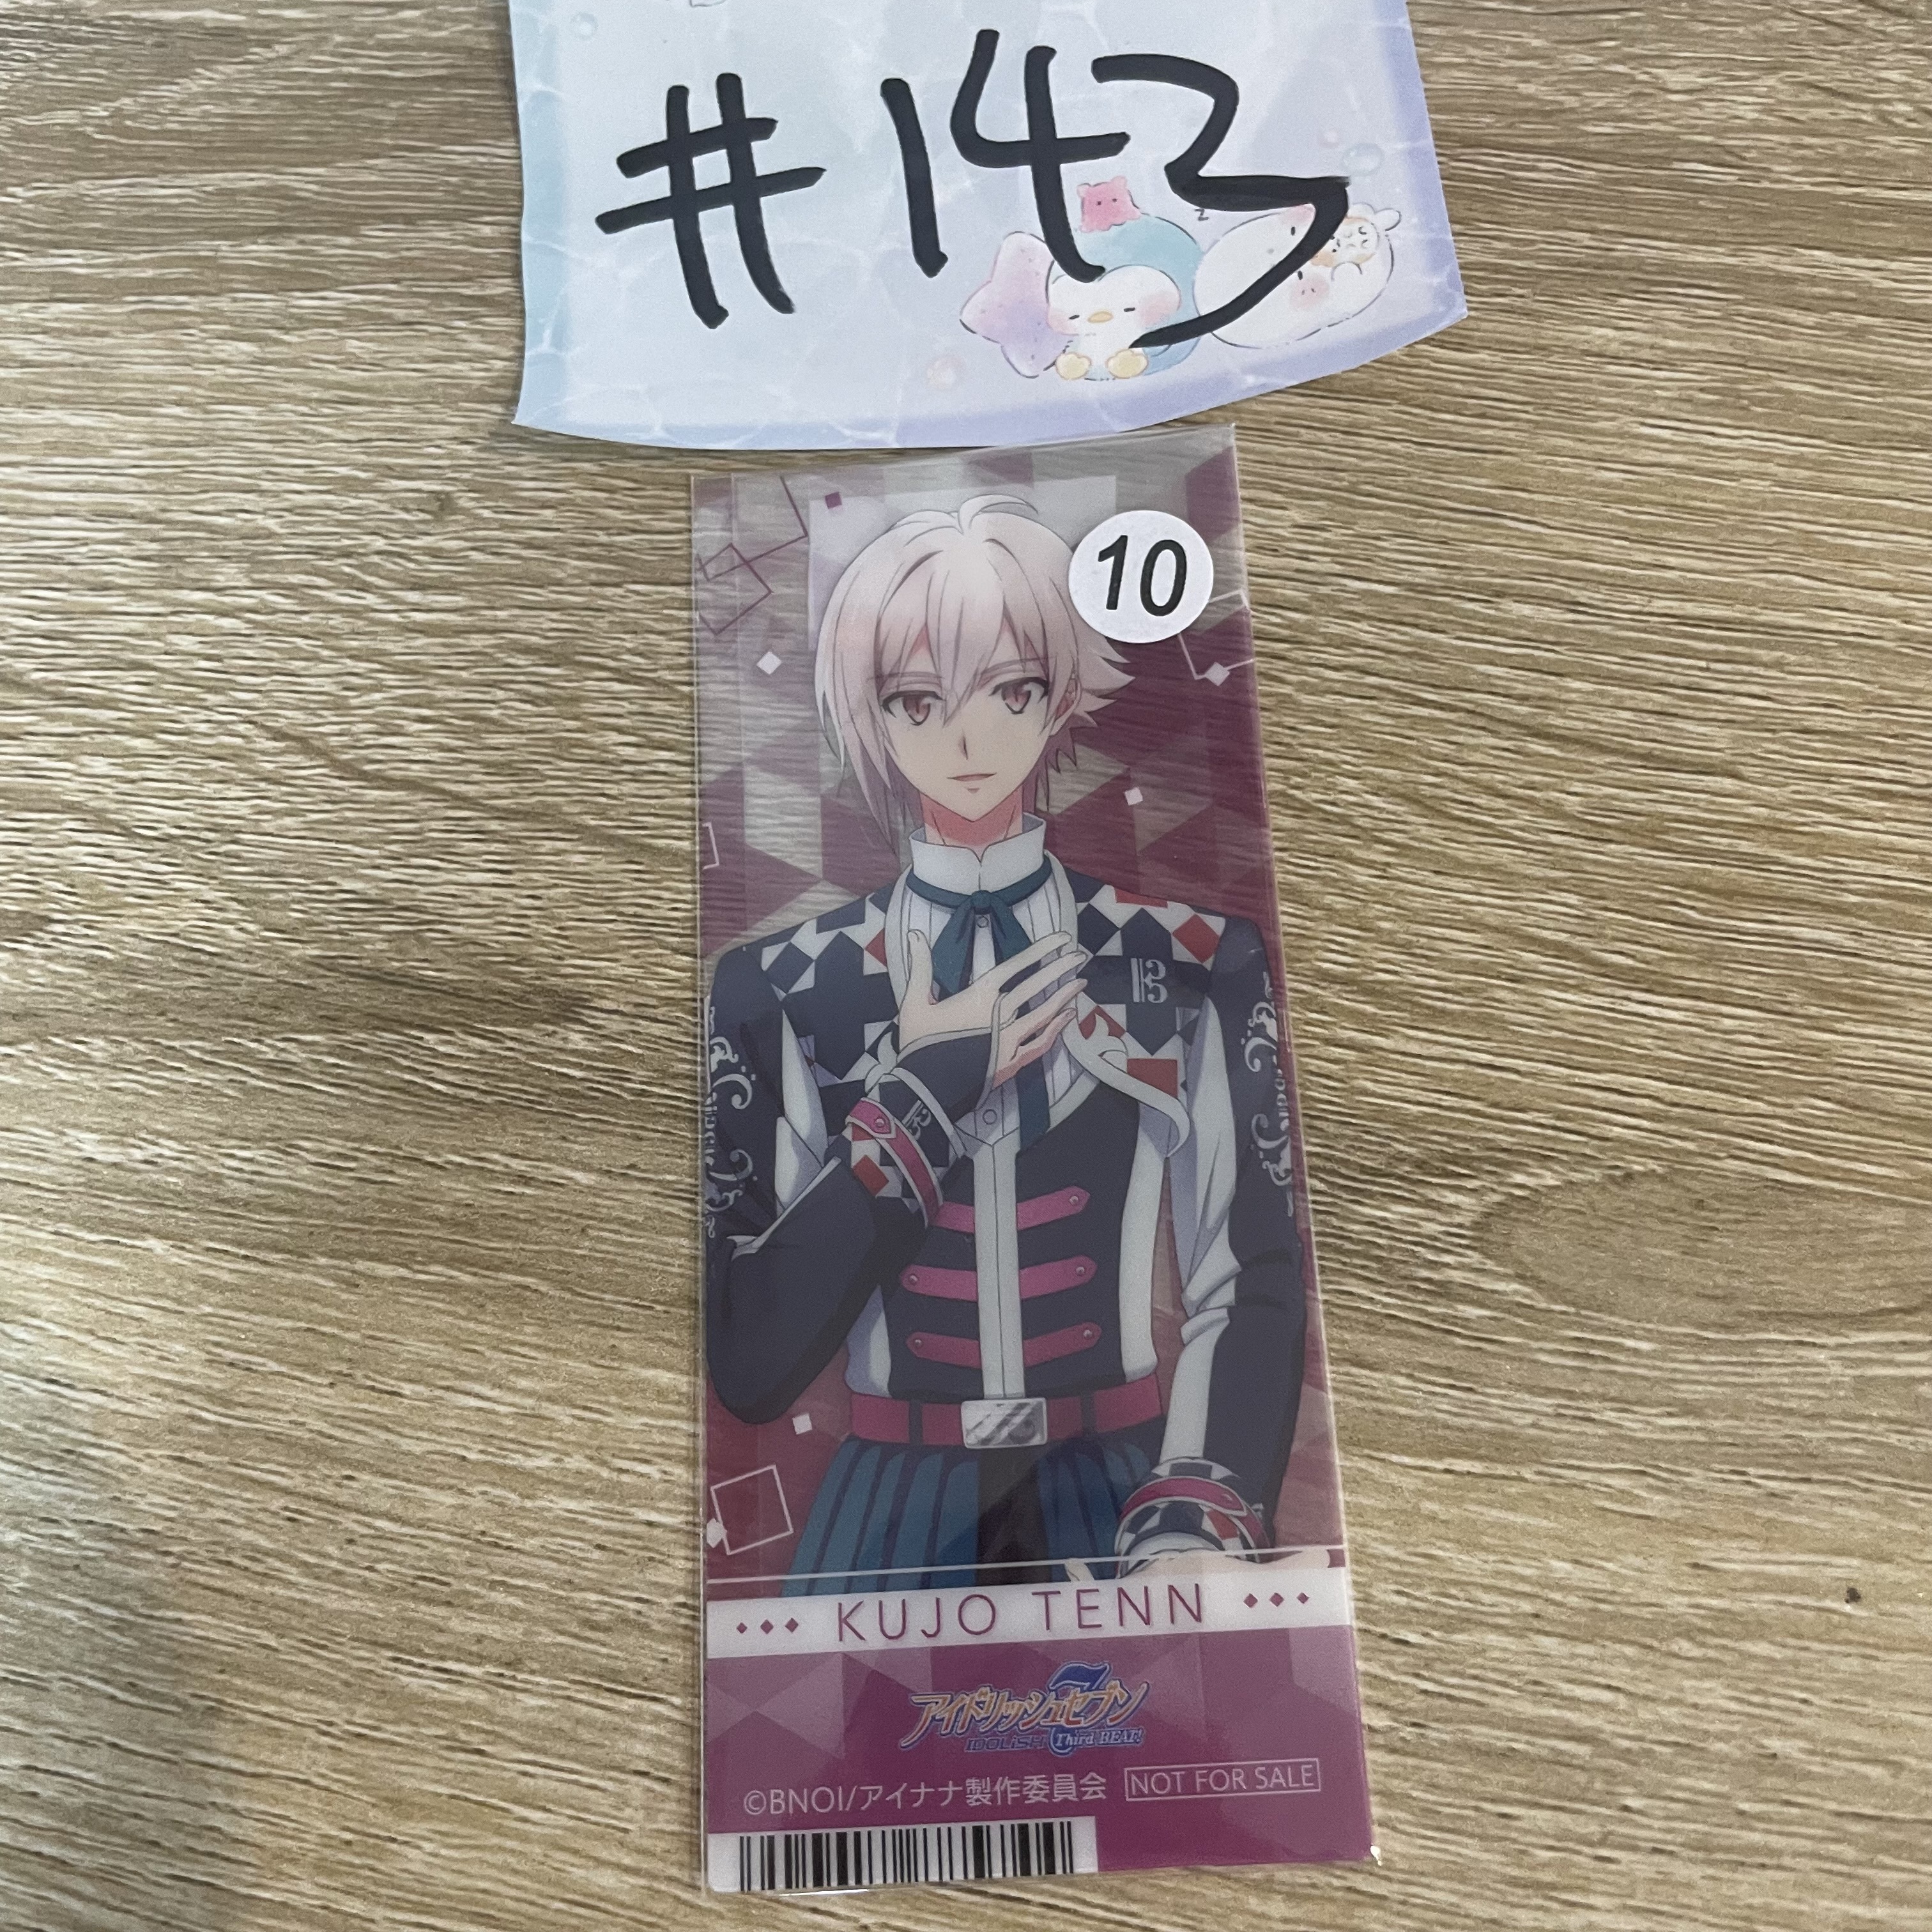 #143
10
KUJO TENN
アイドリッシュセブン
IDOLiSH7 Third BEAT!
©BNOI/アイナナ製作委員会
NOT FOR SALE